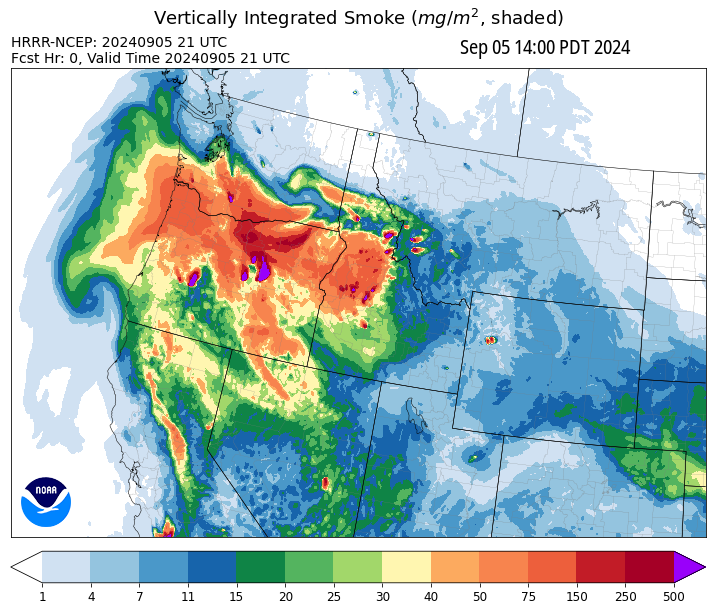 Vertically Integrated Smoke (mg/m², shaded)
HRRR-NCEP: 20240905 21 UTC
Fcst Hr: 0, Valid Time 20240905 21 UTC
Sep 05 14:00 PDT 2024
NOAA
1 4 7 11 15 20 25 30 40 50 75 150 250 500